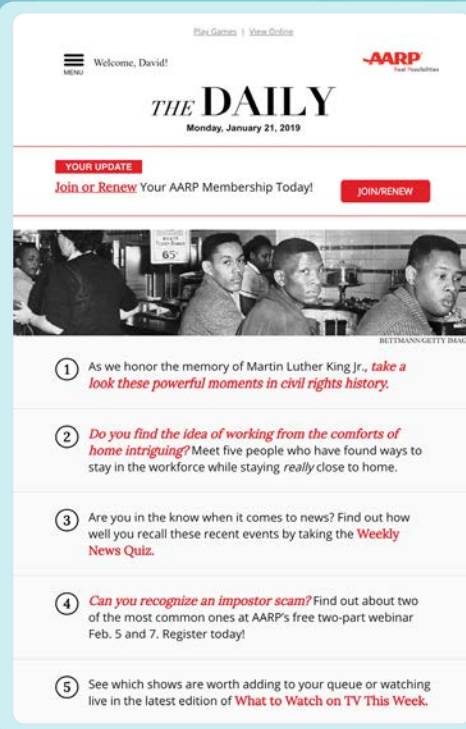 Play Games | View Online
MENU
Welcome, David!
AARP
Real Possibilities
THE DAILY
Monday, January 21, 2019
YOUR UPDATE
Join or Renew Your AARP Membership Today!
JOIN/RENEW
65¢
BETTMANN/GETTY IMAG
1 As we honor the memory of Martin Luther King Jr., take a
look these powerful moments in civil rights history.
2 Do you find the idea of working from the comforts of
home intriguing? Meet five people who have found ways to
stay in the workforce while staying really close to home.
3 Are you in the know when it comes to news? Find out how
well you recall these recent events by taking the Weekly
News Quiz.
4 Can you recognize an impostor scam? Find out about two
of the most common ones at AARP's free two-part webinar
Feb. 5 and 7. Register today!
5 See which shows are worth adding to your queue or watching
live in the latest edition of What to Watch on TV This Week.